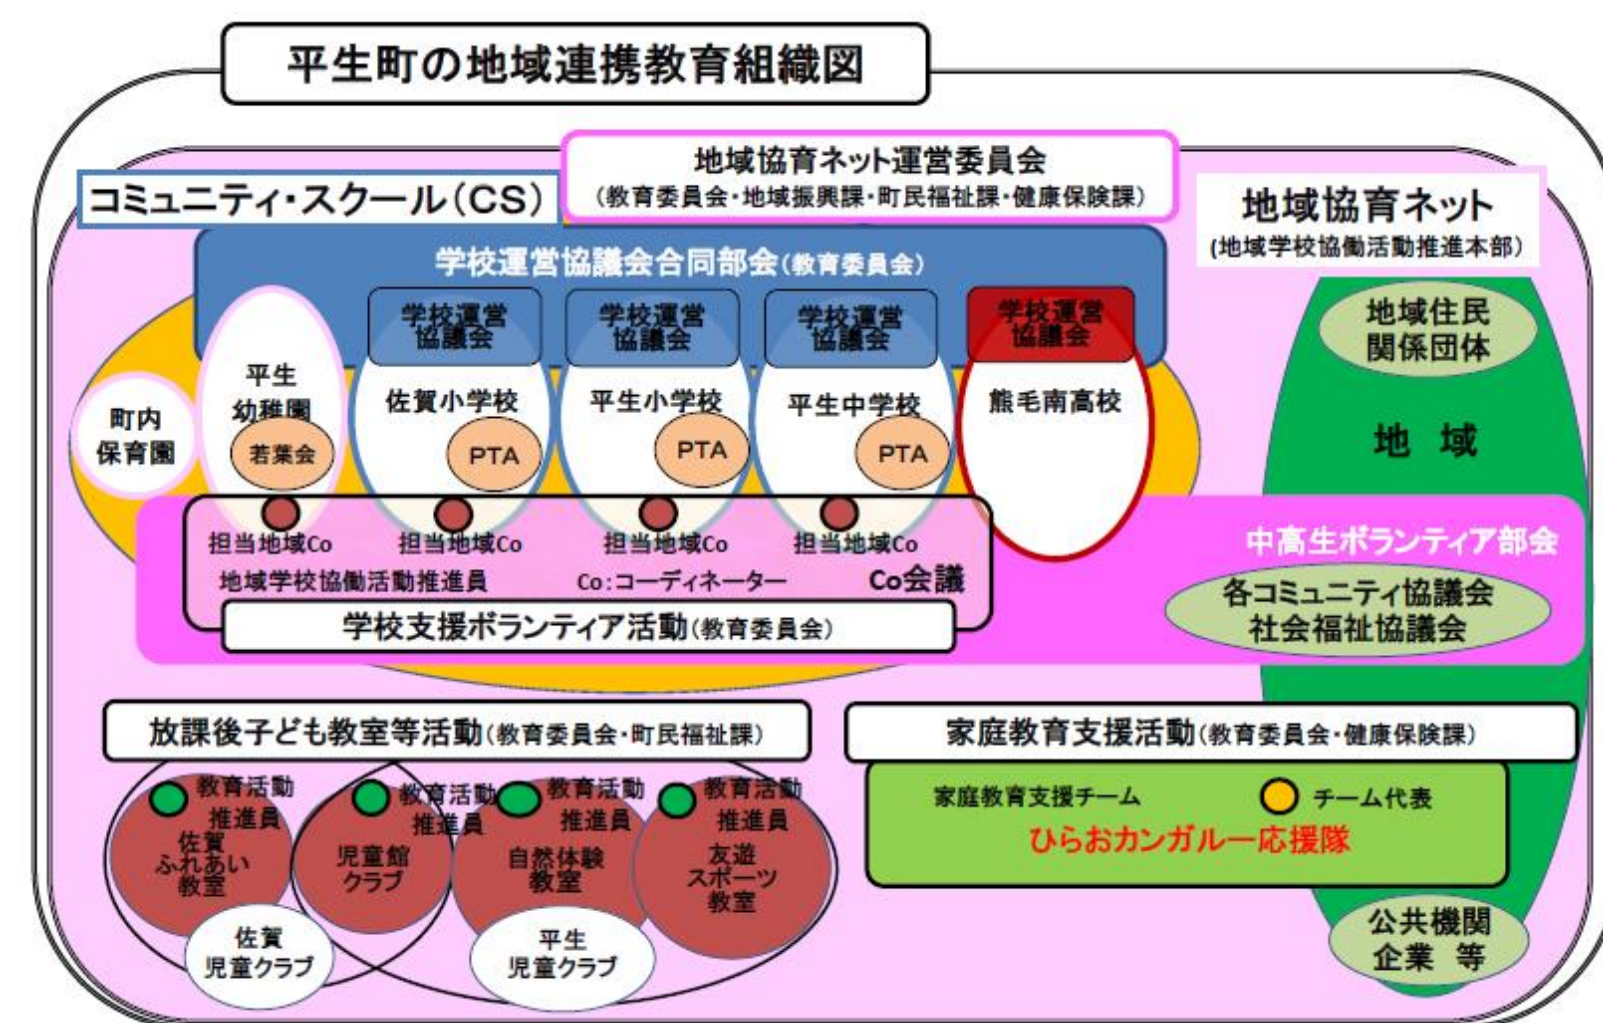 平生町の地域連携教育組織図
地域協育ネット運営委員会
(教育委員会・地域振興課・町民福祉課・健康保険課)
コミュニティ・スクール(CS)
地域協育ネット
(地域学校協働活動推進本部)
学校運営協議会合同部会(教育委員会)
学校運営
協議会
学校運営
協議会
学校運営
協議会
学校運営
協議会
地域住民
関係団体
町内
保育園
平生
幼稚園
若葉会
佐賀小学校
PTA
平生小学校
PTA
平生中学校
PTA
熊毛南高校
地 域
担当地域Co
担当地域Co
担当地域Co
担当地域Co
地域学校協働活動推進員
Co:コーディネーター
Co会議
学校支援ボランティア活動(教育委員会)
中高生ボランティア部会
各コミュニティ協議会
社会福祉協議会
放課後子ども教室等活動(教育委員会・町民福祉課)
教育活動
推進員
佐賀
ふれあい
教室
教育活動
推進員
児童館
クラブ
教育活動
推進員
自然体験
教室
教育活動
推進員
友遊
スポーツ
教室
佐賀
児童クラブ
平生
児童クラブ
家庭教育支援活動(教育委員会・健康保険課)
家庭教育支援チーム
チーム代表
ひらおカンガルー応援隊
公共機関
企業 等